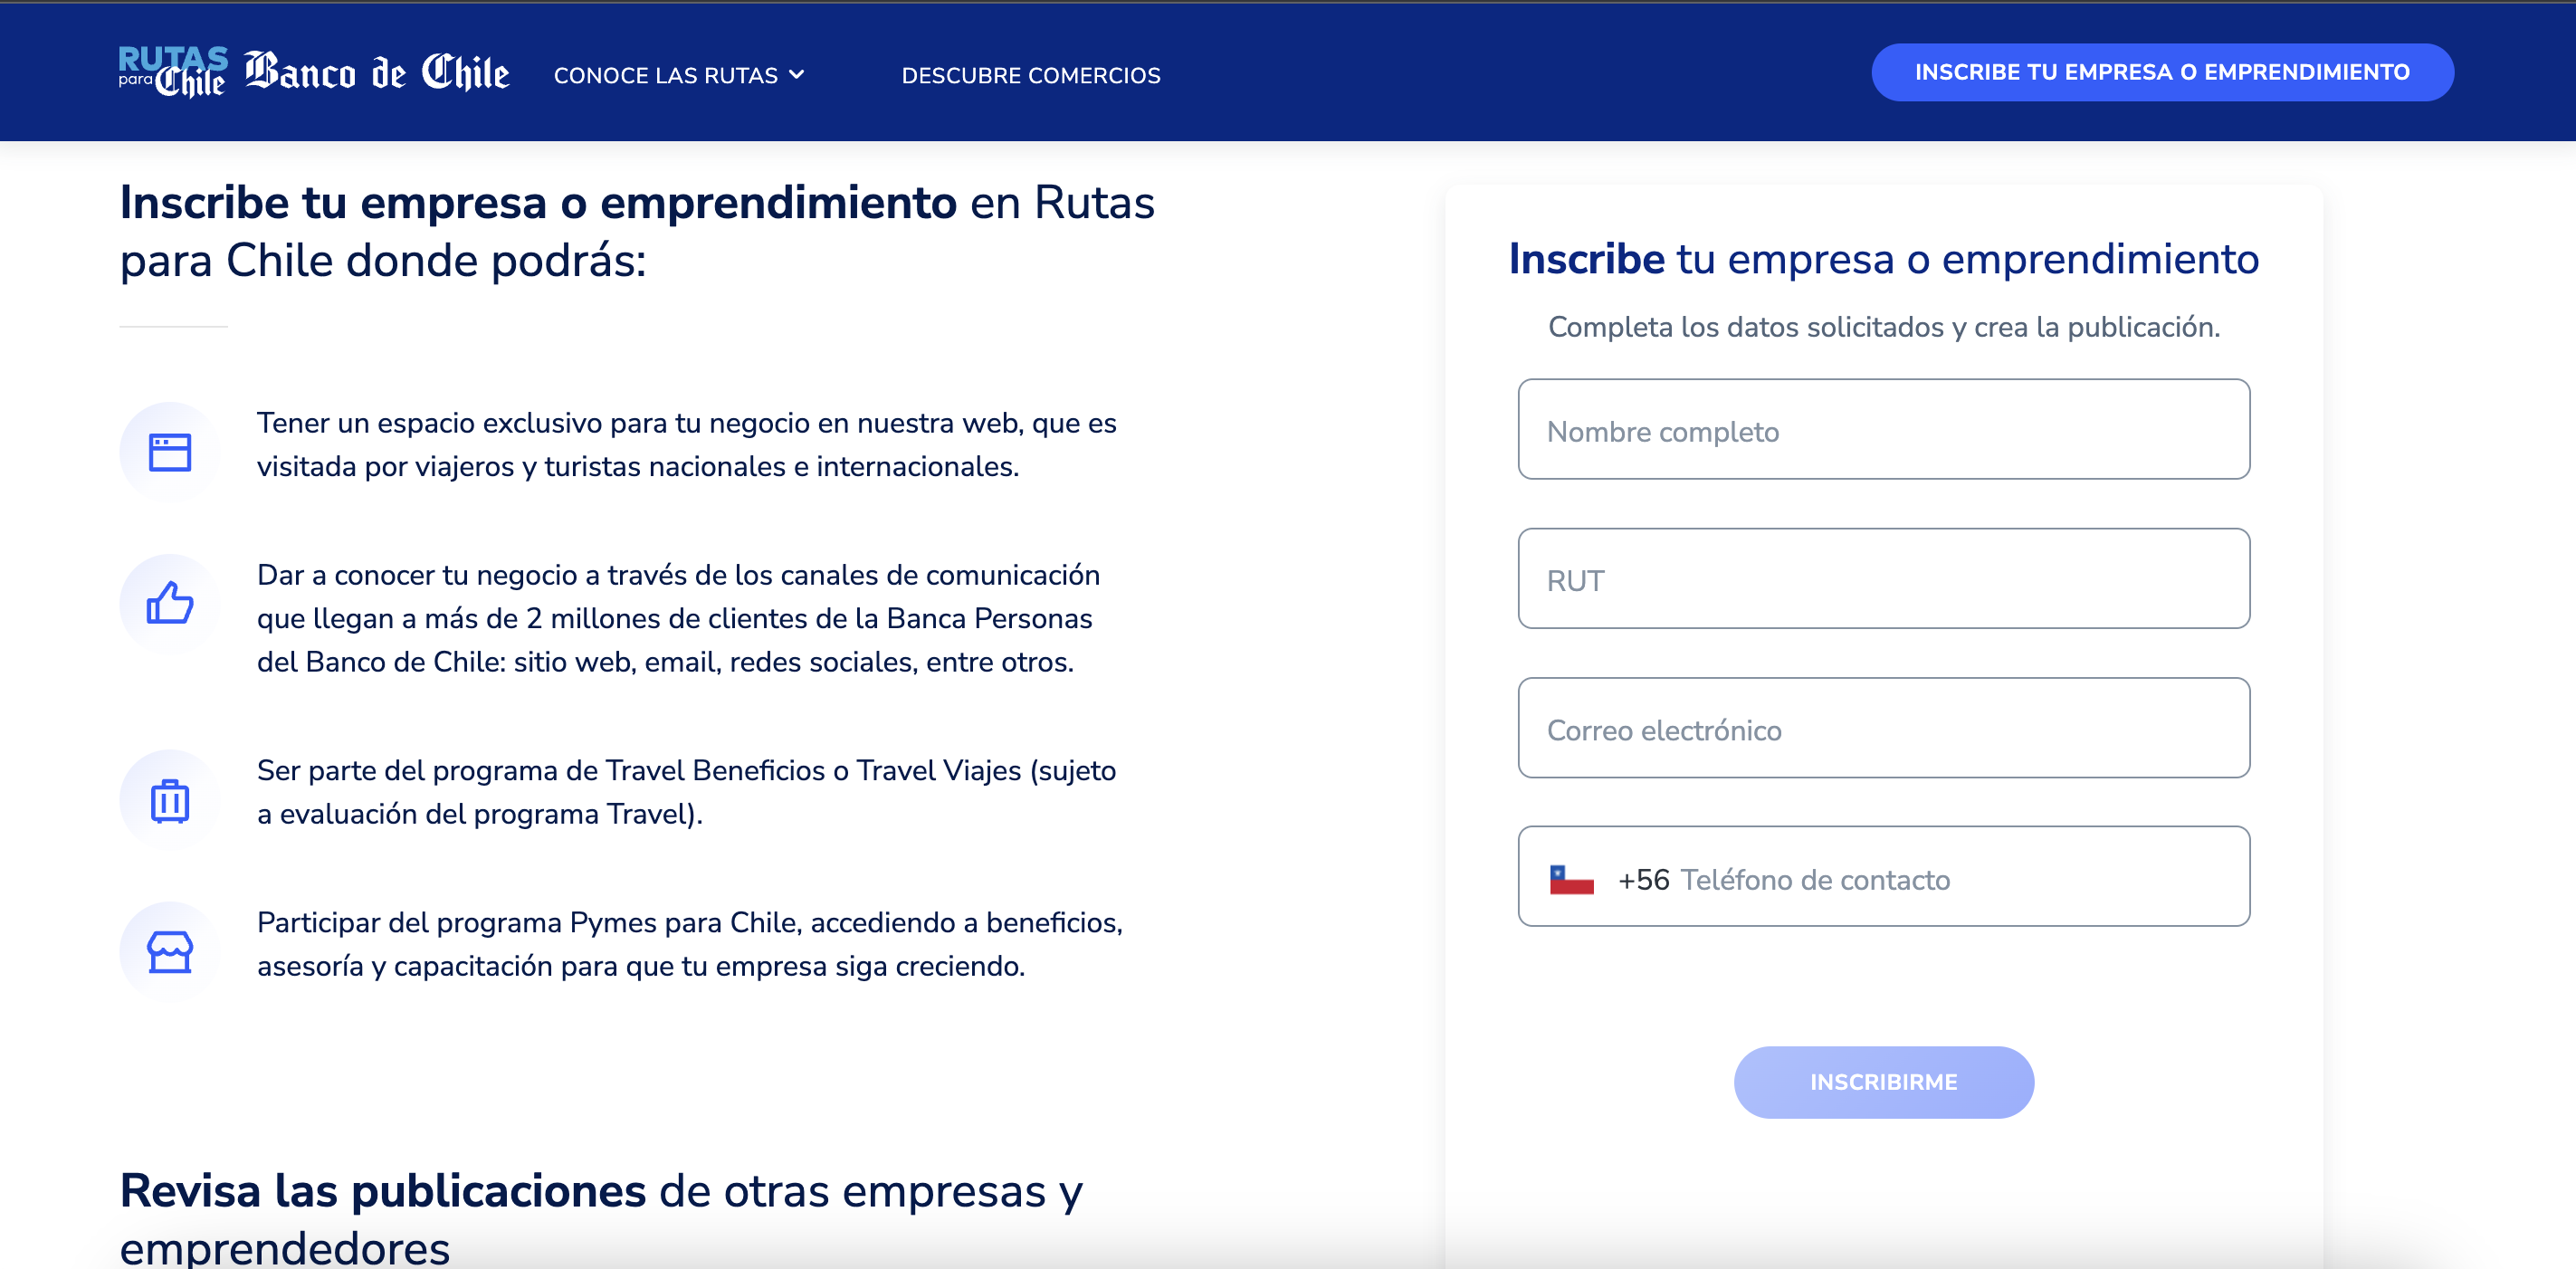 RUTAS
para Chile
Banco de Chile
CONOCE LAS RUTAS
DESCUBRE COMERCIOS
INSCRIBE TU EMPRESA O EMPRENDIMIENTO
Inscribe tu empresa o emprendimiento en Rutas
para Chile donde podrás:
Tener un espacio exclusivo para tu negocio en nuestra web, que es
visitada por viajeros y turistas nacionales e internacionales.
Dar a conocer tu negocio a través de los canales de comunicación
que llegan a más de 2 millones de clientes de la Banca Personas
del Banco de Chile: sitio web, email, redes sociales, entre otros.
Ser parte del programa de Travel Beneficios o Travel Viajes (sujeto
a evaluación del programa Travel).
Participar del programa Pymes para Chile, accediendo a beneficios,
asesoría y capacitación para que tu empresa siga creciendo.
Revisa las publicaciones de otras empresas y
emprendedores
Inscribe tu empresa o emprendimiento
Completa los datos solicitados y crea la publicación.
Nombre completo
RUT
Correo electrónico
+56 Teléfono de contacto
INSCRIBIRME